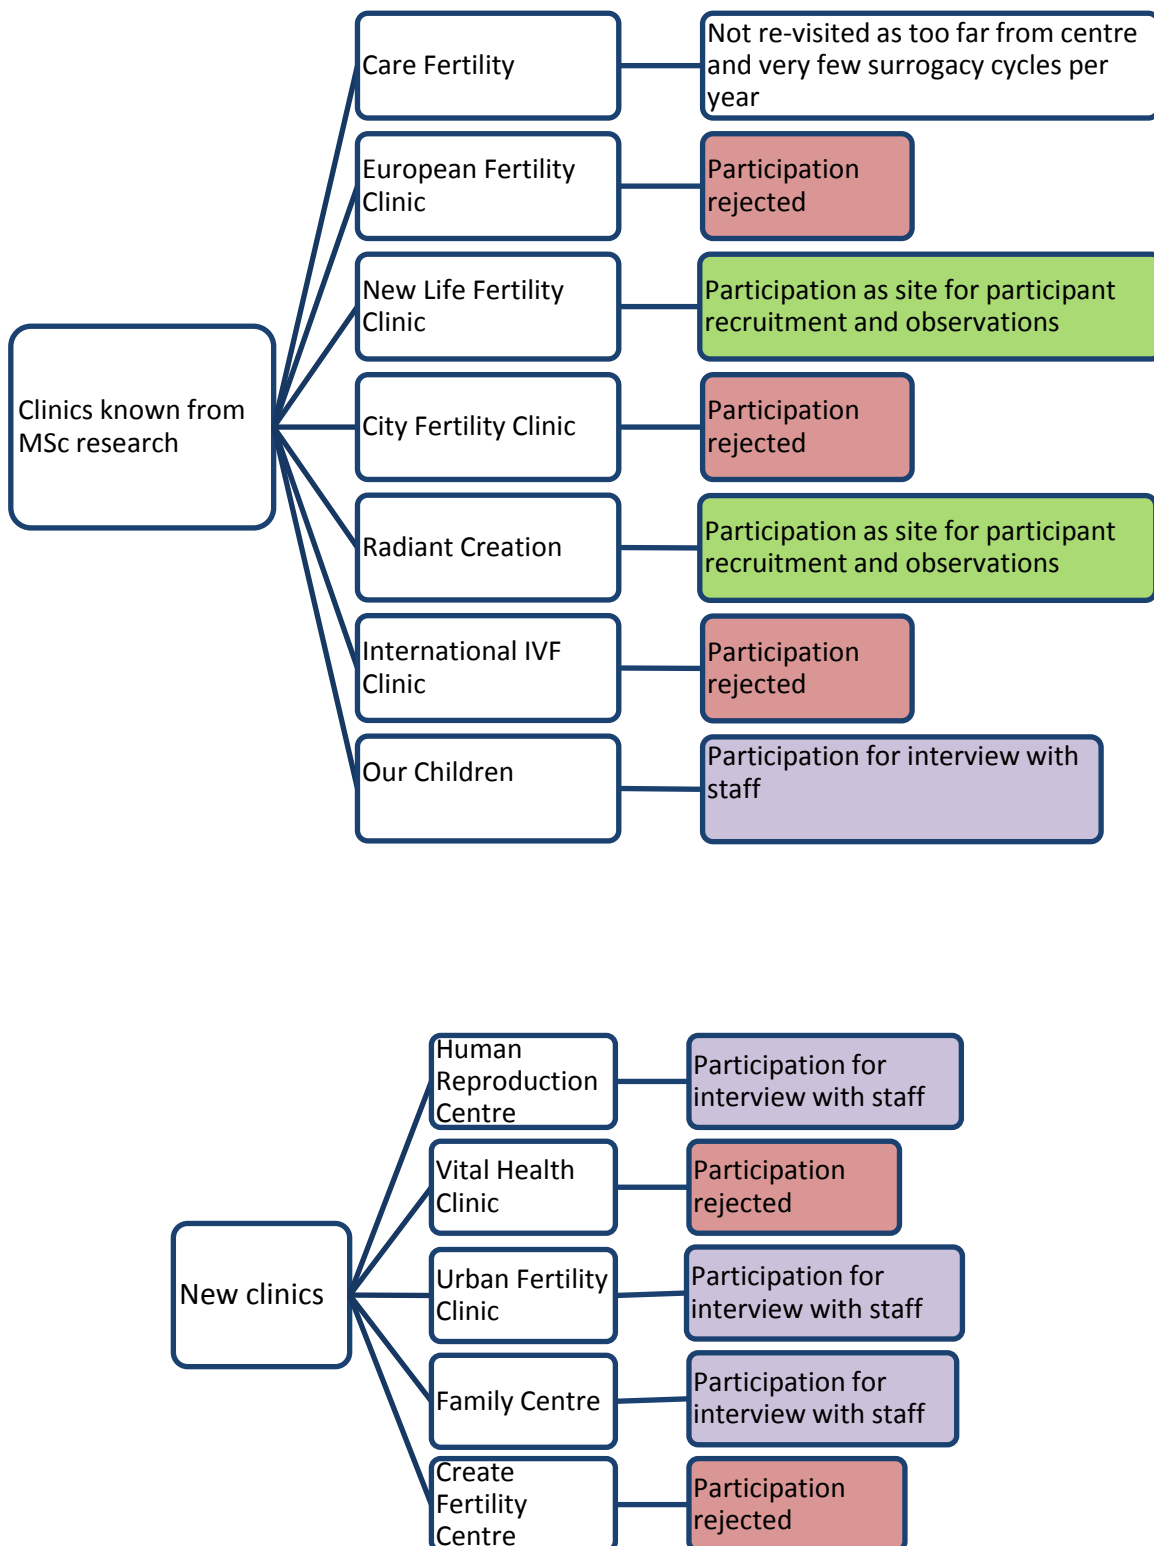 Care Fertility
Not re-visited as too far from centre
and very few surrogacy cycles per
year
European Fertility
Clinic
Participation
rejected
New Life Fertility
Clinic
Participation as site for participant
recruitment and observations
Clinics known from
MSc research
City Fertility Clinic
Participation
rejected
Radiant Creation
Participation as site for participant
recruitment and observations
International IVF
Clinic
Participation
rejected
Our Children
Participation for interview with
staff
Human
Reproduction
Centre
Participation for
interview with staff
Vital Health
Clinic
Participation
rejected
New clinics
Urban Fertility
Clinic
Participation for
interview with staff
Family Centre
Participation for
interview with staff
Create
Fertility
Centre
Participation
rejected